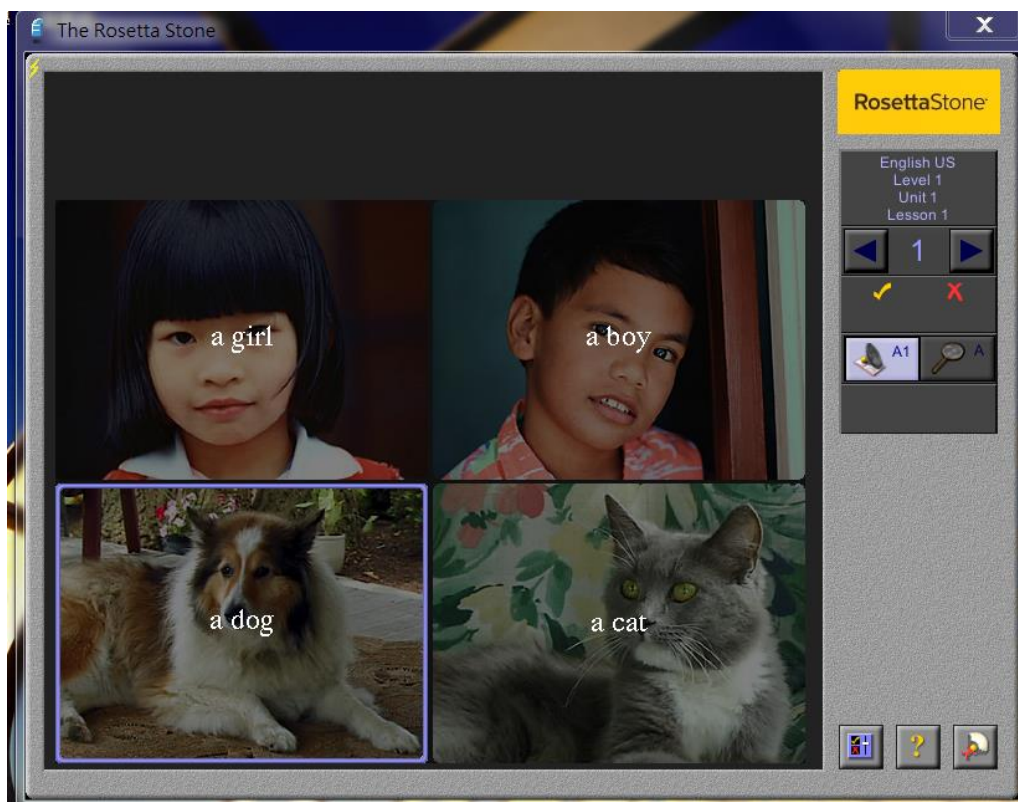 The Rosetta Stone
X
RosettaStone
English US
Level 1
Unit 1
Lesson 1
1
A1
A
a girl
a boy
a dog
a cat
?